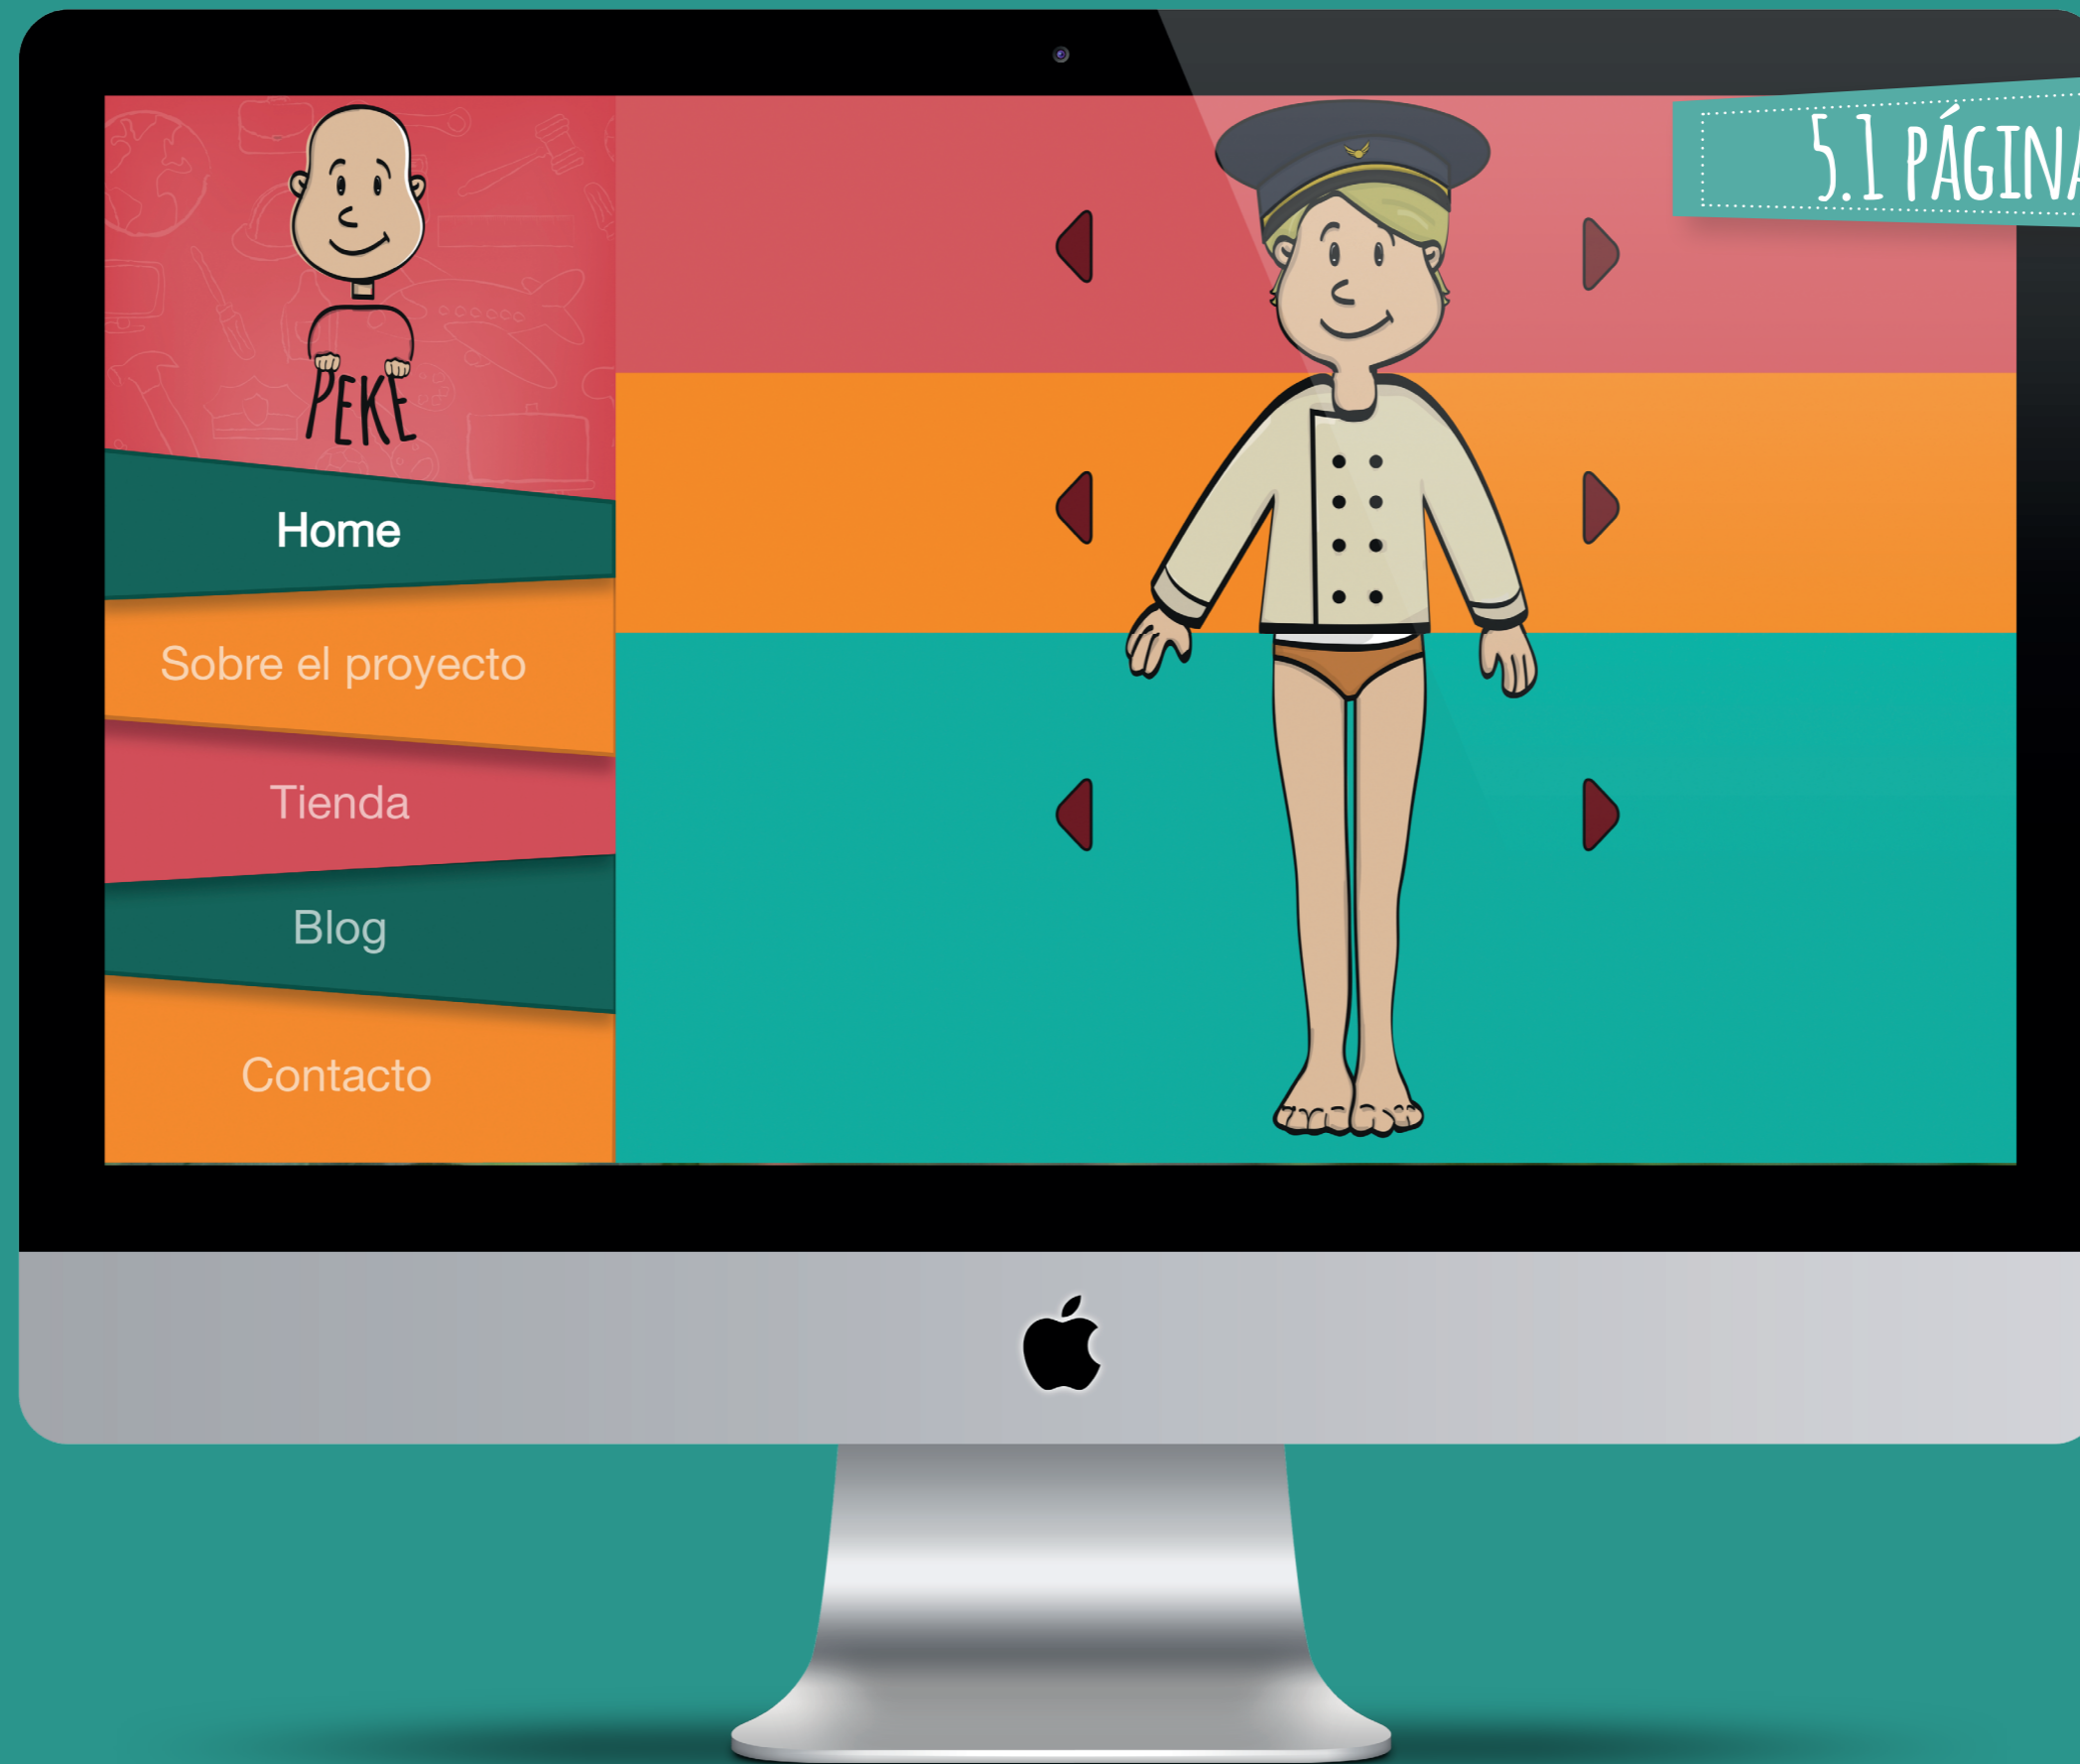 5.1 PÁGINA
PEKE
Home
Sobre el proyecto
Tienda
Blog
Contacto